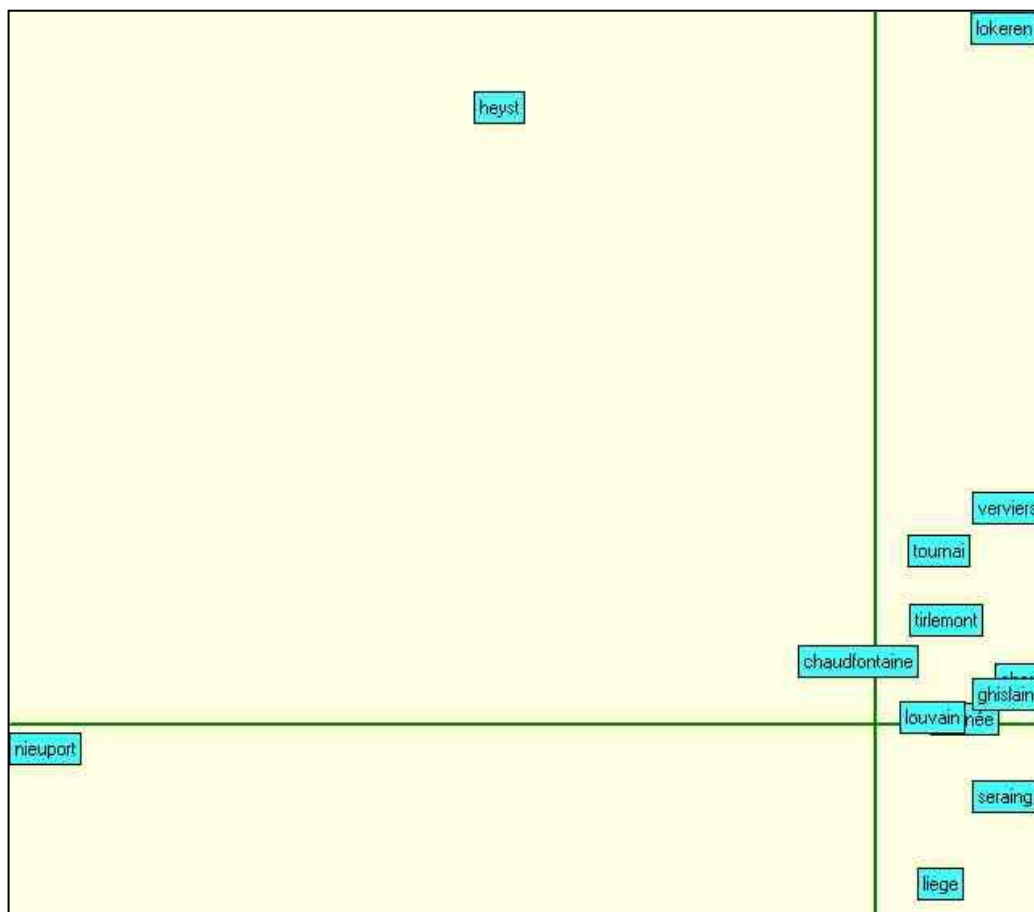 lokeren
heyst
verviers
tournai
tirlemont
chaudfontaine
ghislain
louvain
nieuport
seraing
liège